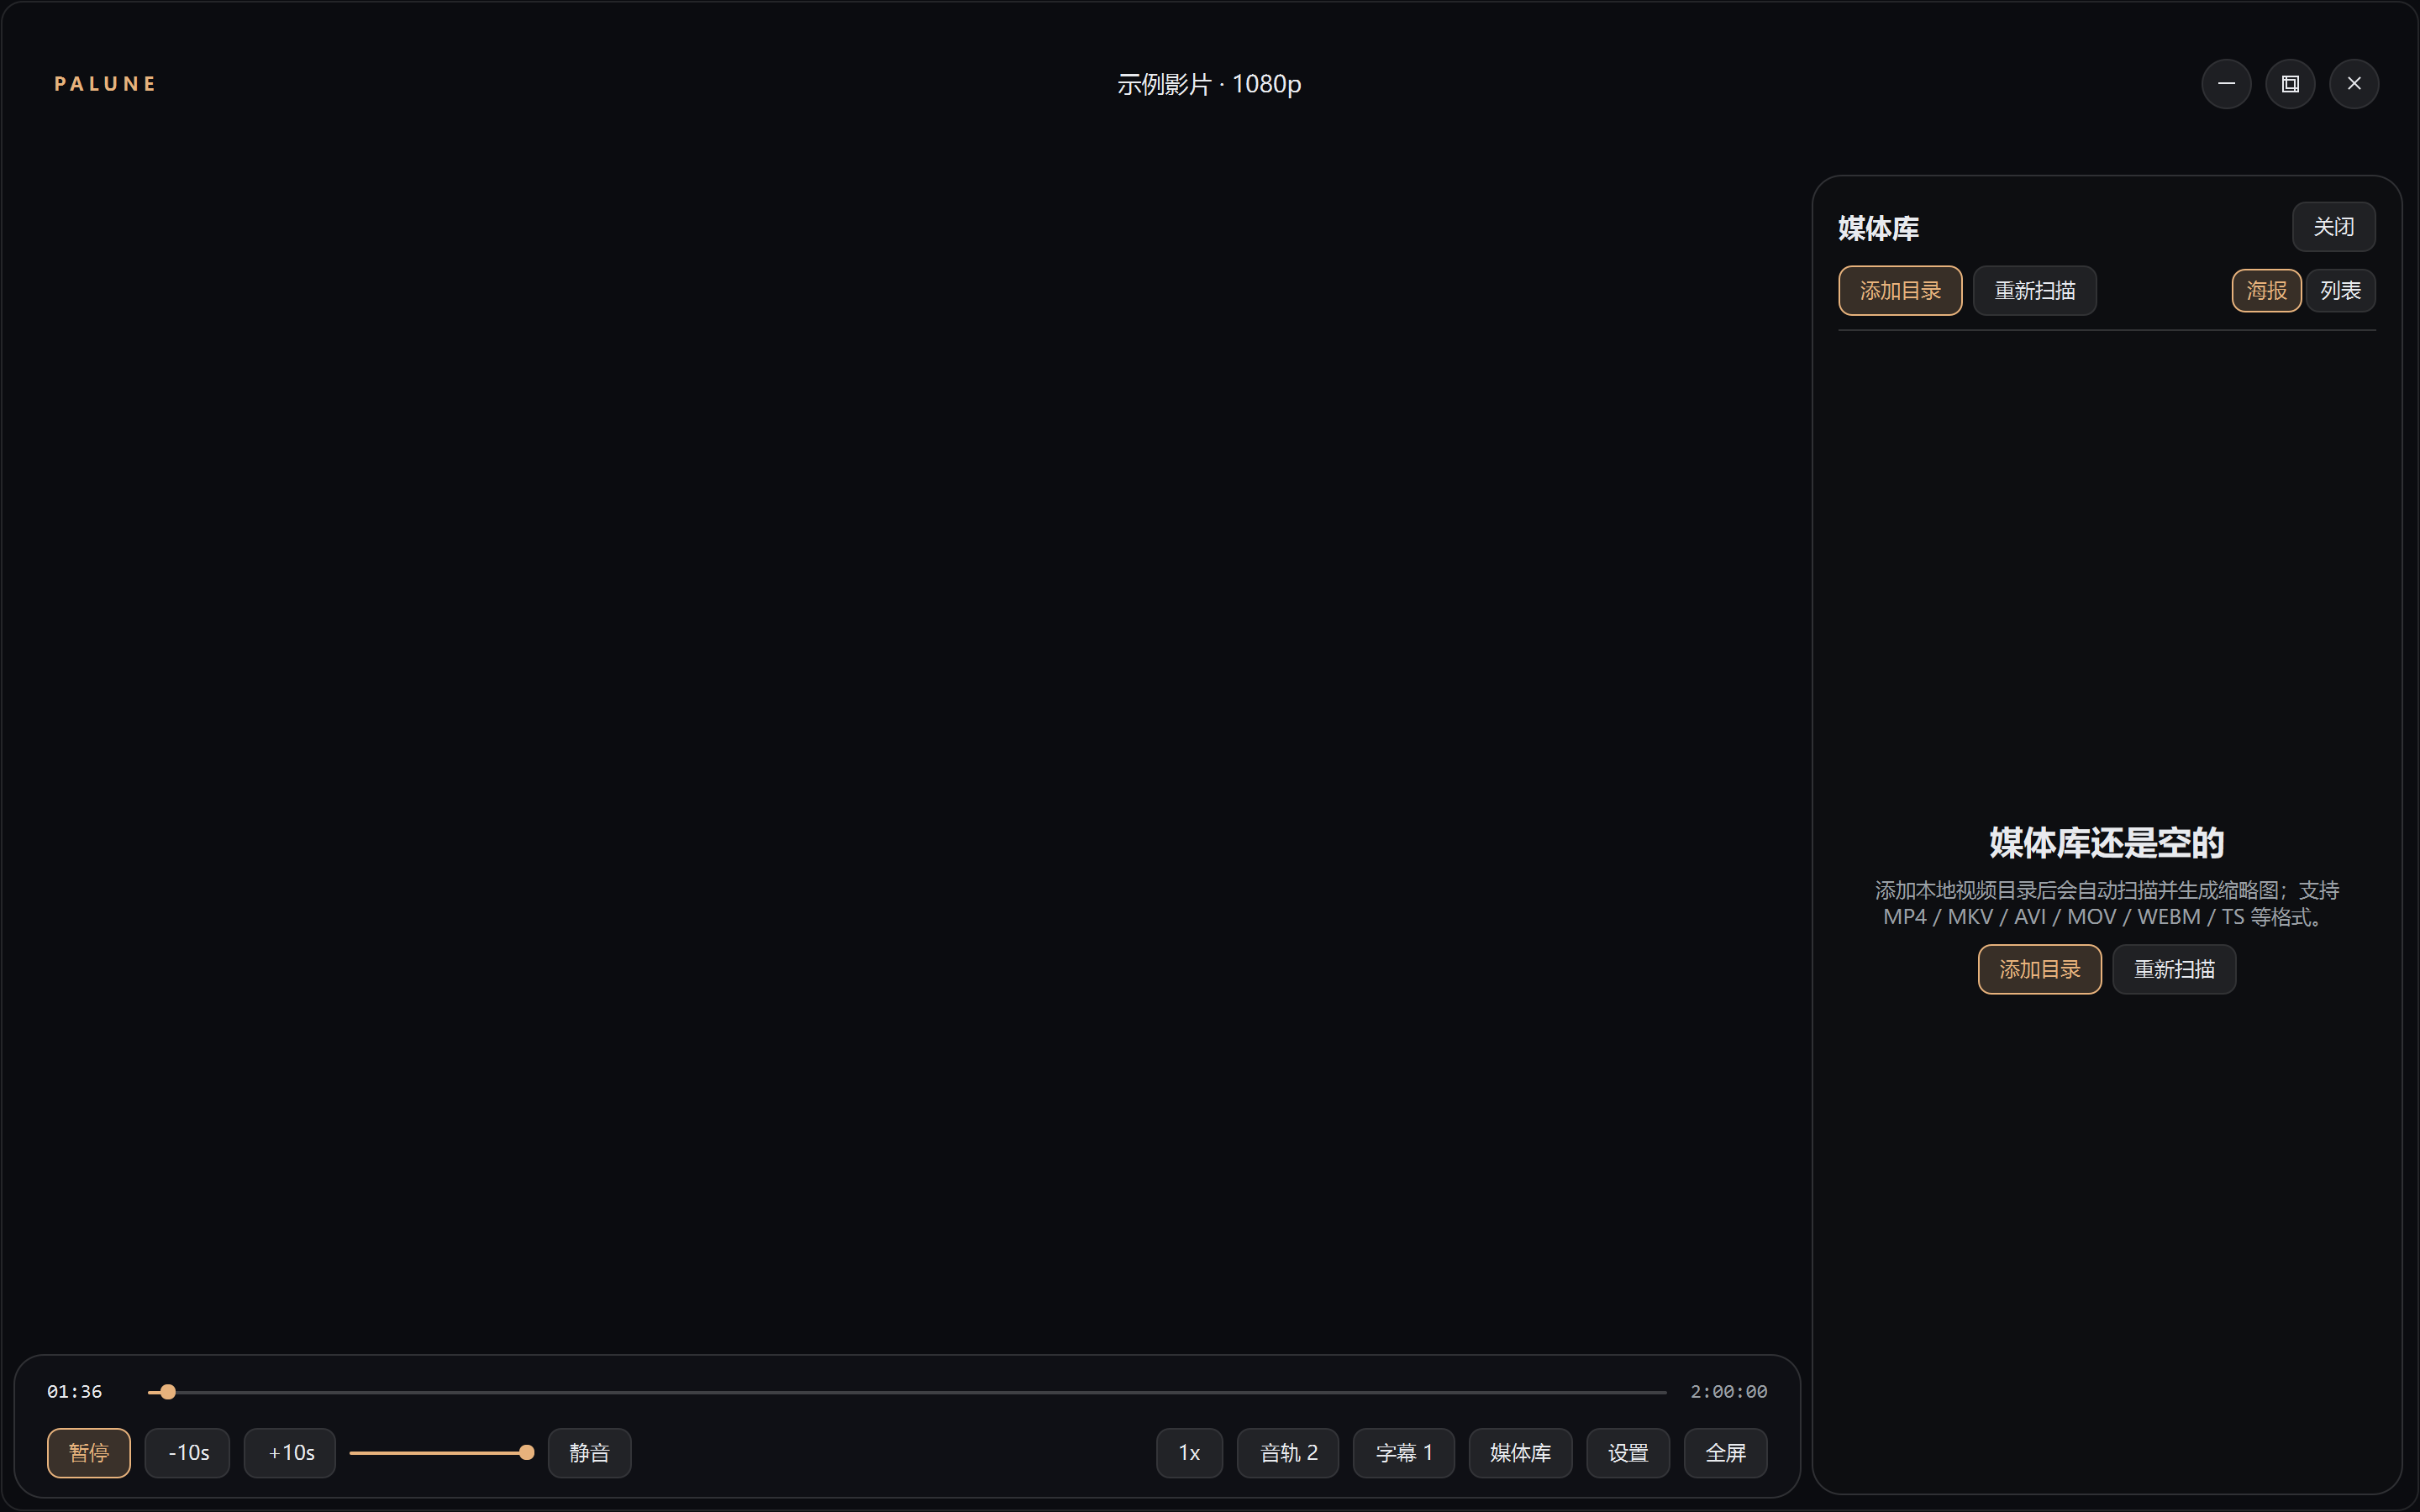 PALUNE
示例影片 · 1080p
媒体库
关闭
添加目录
重新扫描
海报
列表
媒体库还是空的
添加本地视频目录后会自动扫描并生成缩略图；支持
MP4 / MKV / AVI / MOV / WEBM / TS 等格式。
添加目录
重新扫描
01:36
2:00:00
暂停
-10s
+10s
静音
1x
音轨 2
字幕 1
媒体库
设置
全屏